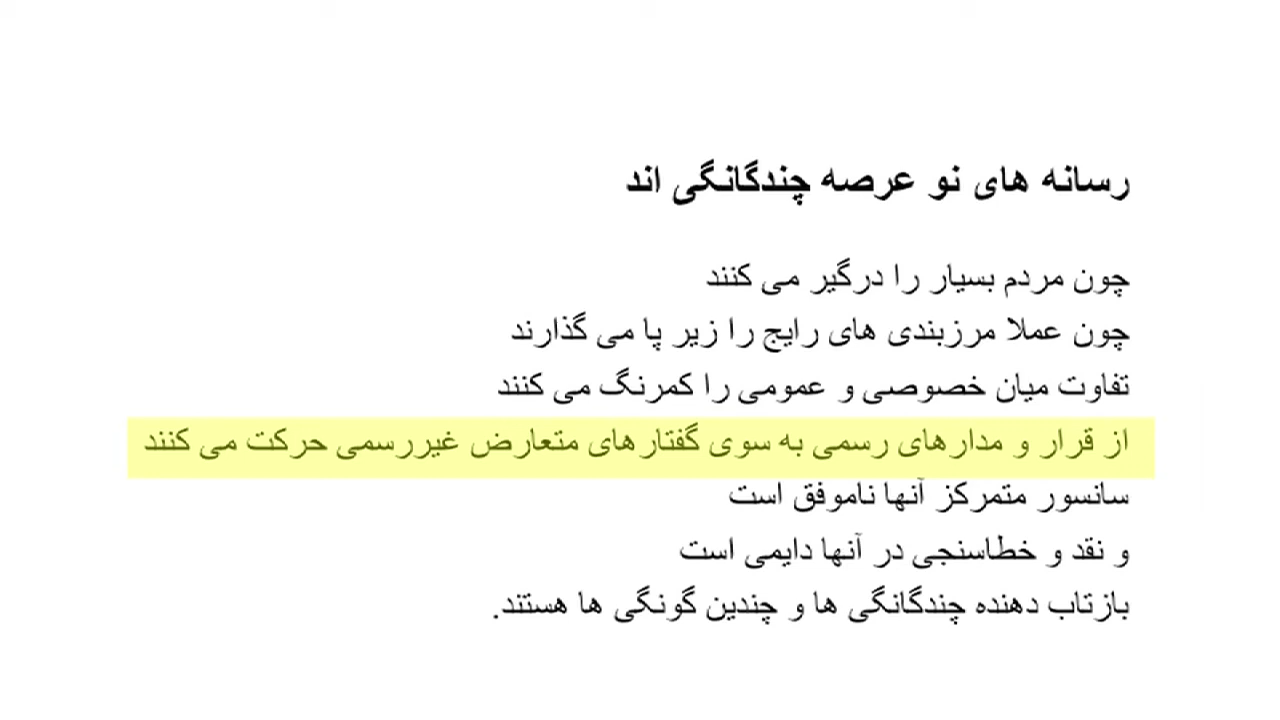 رسانه های نو عرصه چندگانگی اند
چون مردم بسیار را درگیر می کنند
چون عملا مرزبندی های رایج را زیر پا می گذارند
تفاوت میان خصوصی و عمومی را کمرنگ می کنند
از قرار و مدارهای رسمی به سوی گفتارهای متعارض غیررسمی حرکت می کنند
سانسور متمرکز آنها ناموفق است
و نقد و خطاسنجی در آنها دایمی است
بازتاب دهنده چندگانگی ها و چندین گونگی ها هستند.